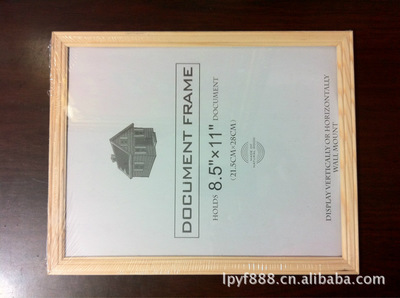 DOCUMENT FRAME
HOLDS 8.5"×11" DOCUMENT
(21.5CM×28CM)
DISPLAY VERTICALLY OR HORIZONTALLY
WALL MOUNT
lpyf888.cn.alibaba.com